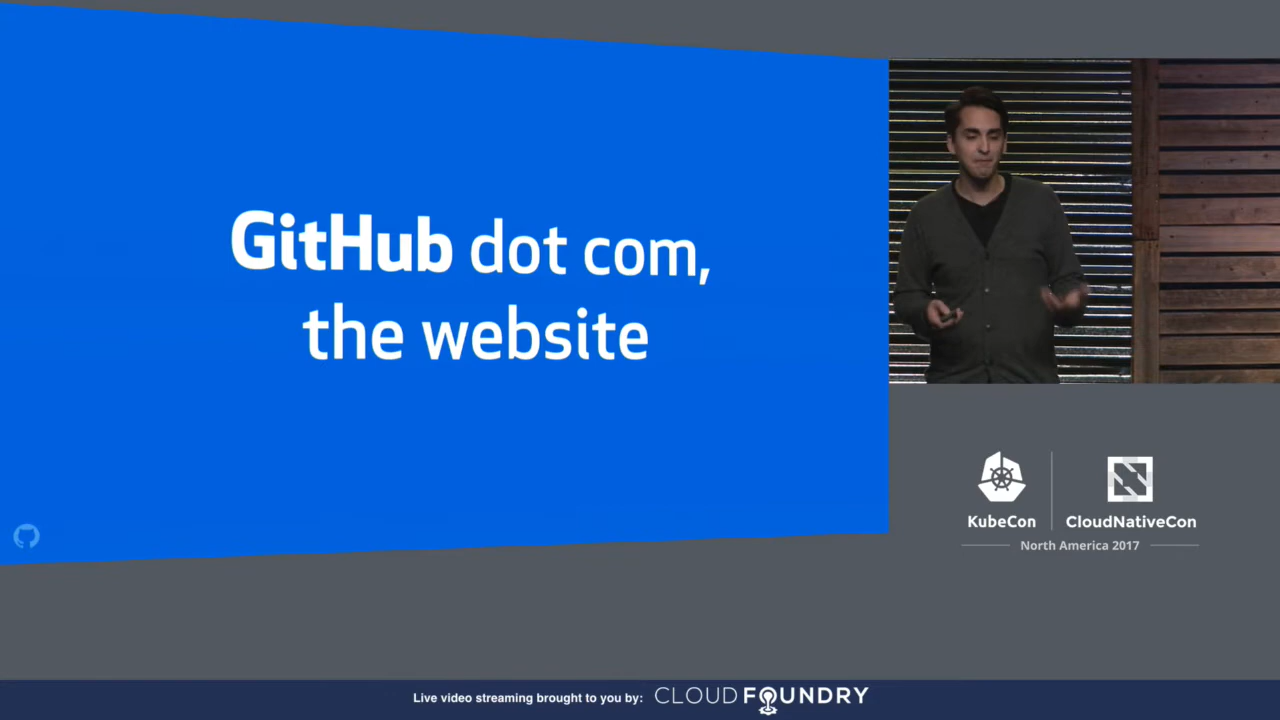 GitHub dot com,
the website
KubeCon
CloudNativeCon
North America 2017
Live video streaming brought to you by: CLOUD FOUNDRY